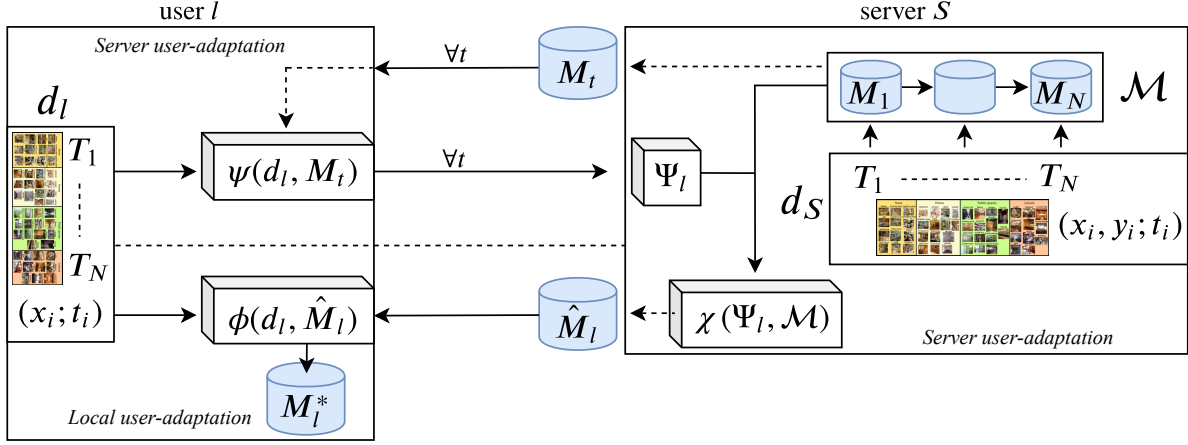 user l
server S
Server user-adaptation
∀t
M_t
M_1
M_N
ℳ
d_l
T_1
ψ(d_l, M_t)
∀t
Ψ_l
d_S
T_1
T_N
(x_i, y_i; t_i)
T_N
(x_i; t_i)
ϕ(d_l, M̂_l)
M̂_l
χ(Ψ_l, ℳ)
Server user-adaptation
M_l^*
Local user-adaptation